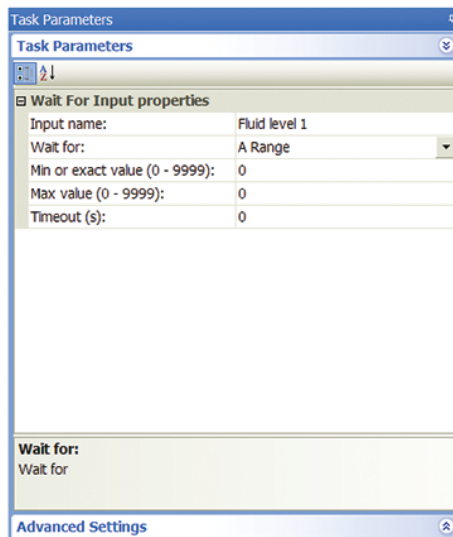 Task Parameters
Task Parameters
Wait For Input properties
Input name: Fluid level 1
Wait for: A Range
Min or exact value (0 - 9999): 0
Max value (0 - 9999): 0
Timeout (s): 0
Wait for:
Wait for
Advanced Settings